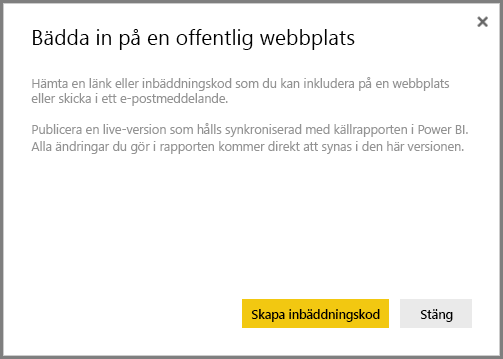 Bädda in på en offentlig webbplats
Hämta en länk eller inbäddningskod som du kan inkludera på en webbplats
eller skicka i ett e-postmeddelande.
Publicera en live-version som hålls synkroniserad med källrapporten i Power BI.
Alla ändringar du gör i rapporten kommer direkt att synas i den här versionen.
Skapa inbäddningskod
Stäng